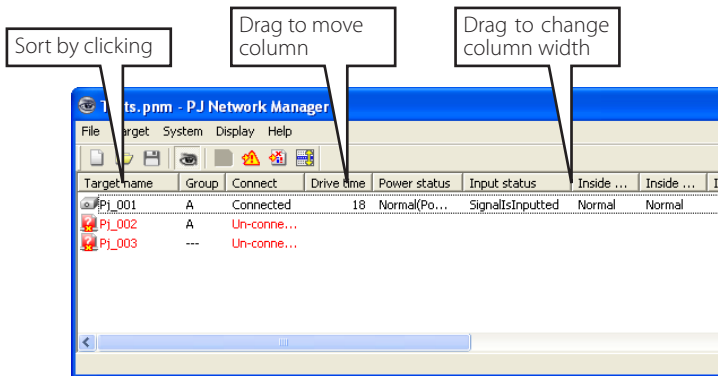 Sort by clicking
Drag to move
column
Drag to change
column width
ts.pnm - PJ Network Manager
File Target System Display Help
Target name Group Connect Drive time Power status Input status Inside ... Inside ... I
Pj_001 A Connected 18 Normal(Po... SignalIsInputted Normal Normal
Pj_002 A Un-conne...
Pj_003 --- Un-conne...